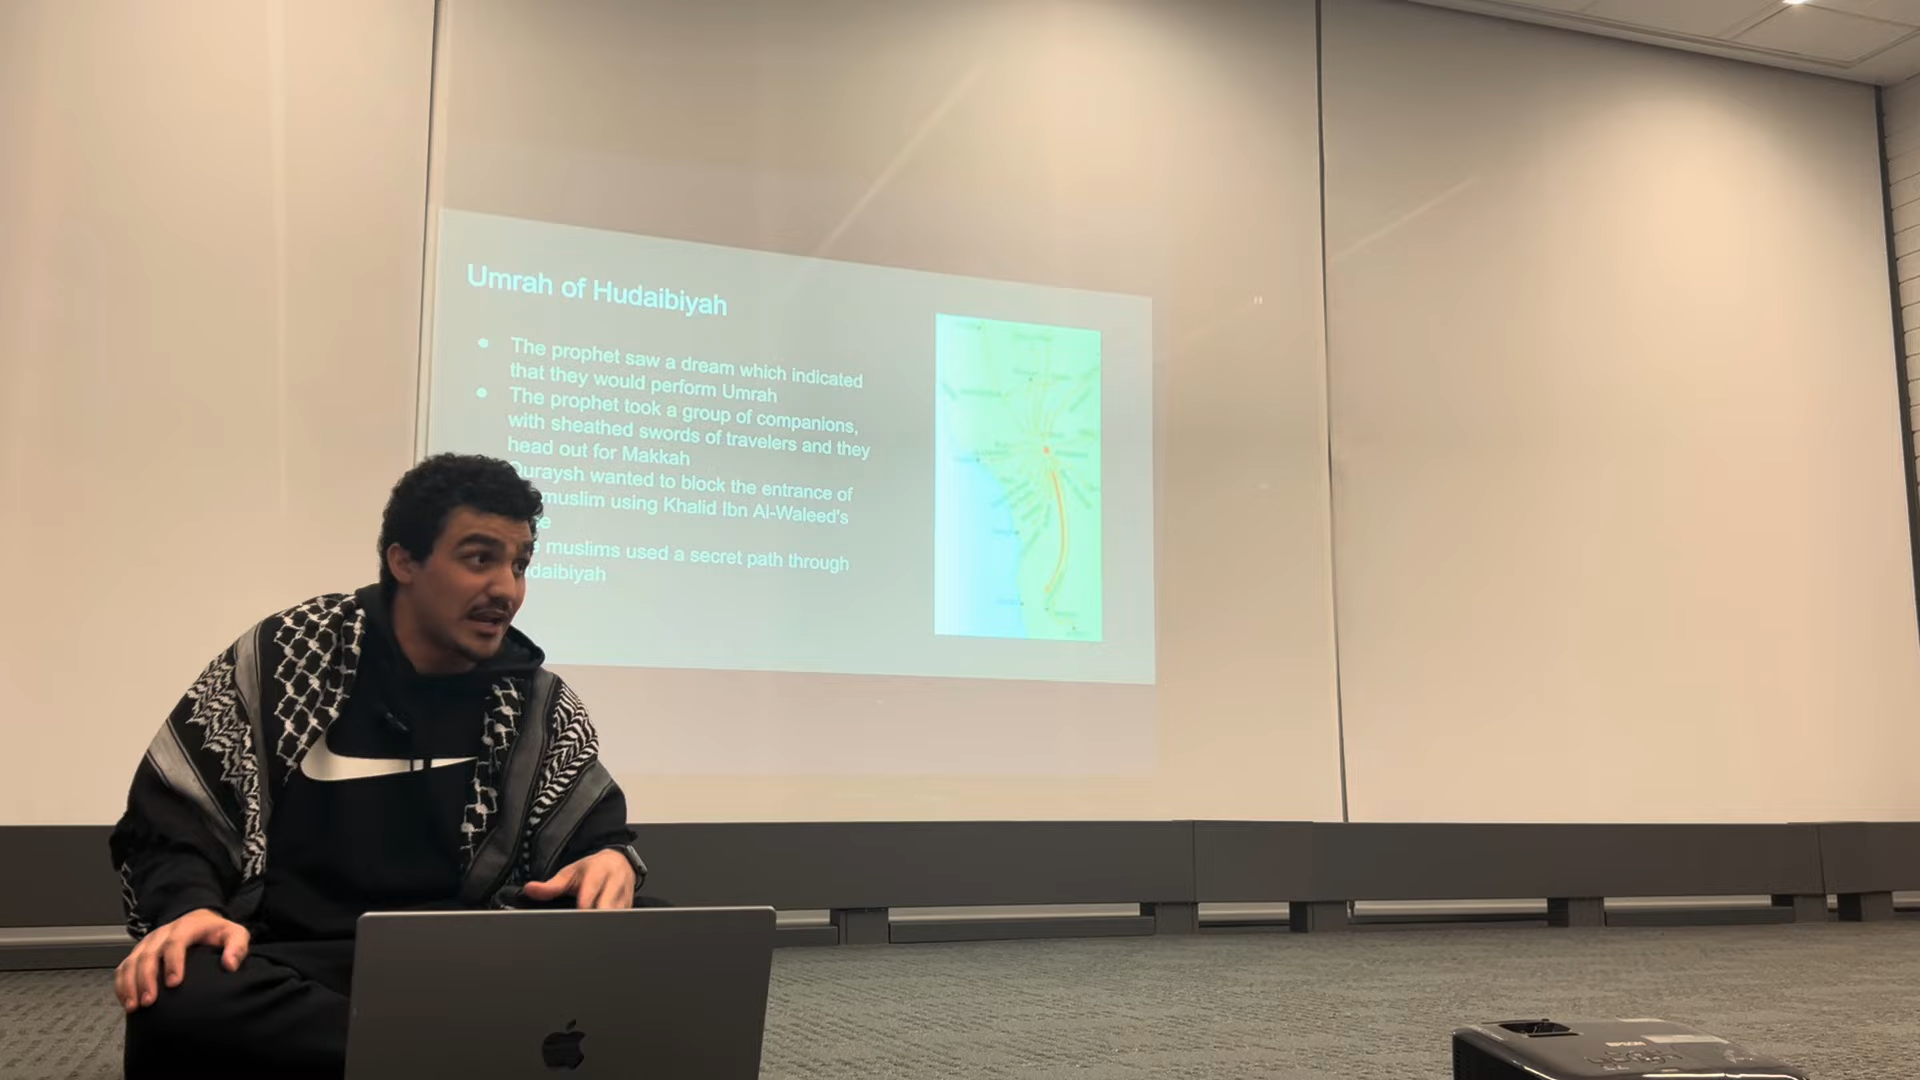 Umrah of Hudaibiyah
● The prophet saw a dream which indicated
that they would perform Umrah
● The prophet took a group of companions,
with sheathed swords of travelers and they
head out for Makkah
Quraysh wanted to block the entrance of
muslim using Khalid Ibn Al-Waleed's
muslims used a secret path through
daibiyah
EPSON